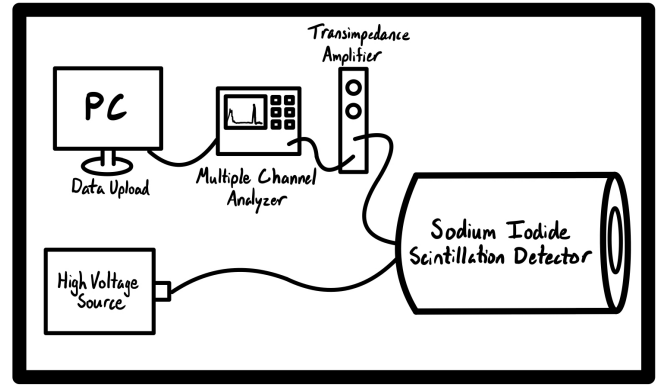 Transimpedance
Amplifier
PC
Data Upload
Multiple Channel
Analyzer
Sodium Iodide
Scintillation Detector
High Voltage
Source